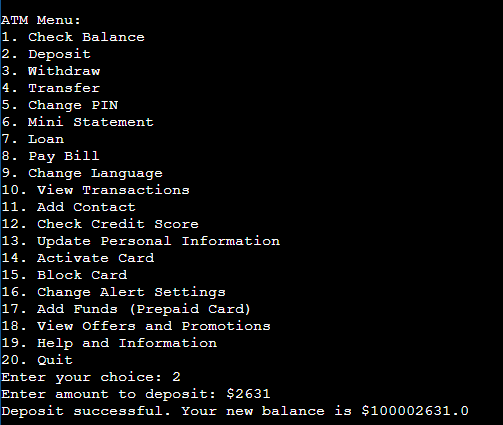 ATM Menu:
1. Check Balance
2. Deposit
3. Withdraw
4. Transfer
5. Change PIN
6. Mini Statement
7. Loan
8. Pay Bill
9. Change Language
10. View Transactions
11. Add Contact
12. Check Credit Score
13. Update Personal Information
14. Activate Card
15. Block Card
16. Change Alert Settings
17. Add Funds (Prepaid Card)
18. View Offers and Promotions
19. Help and Information
20. Quit
Enter your choice: 2
Enter amount to deposit: $2631
Deposit successful. Your new balance is $100002631.0